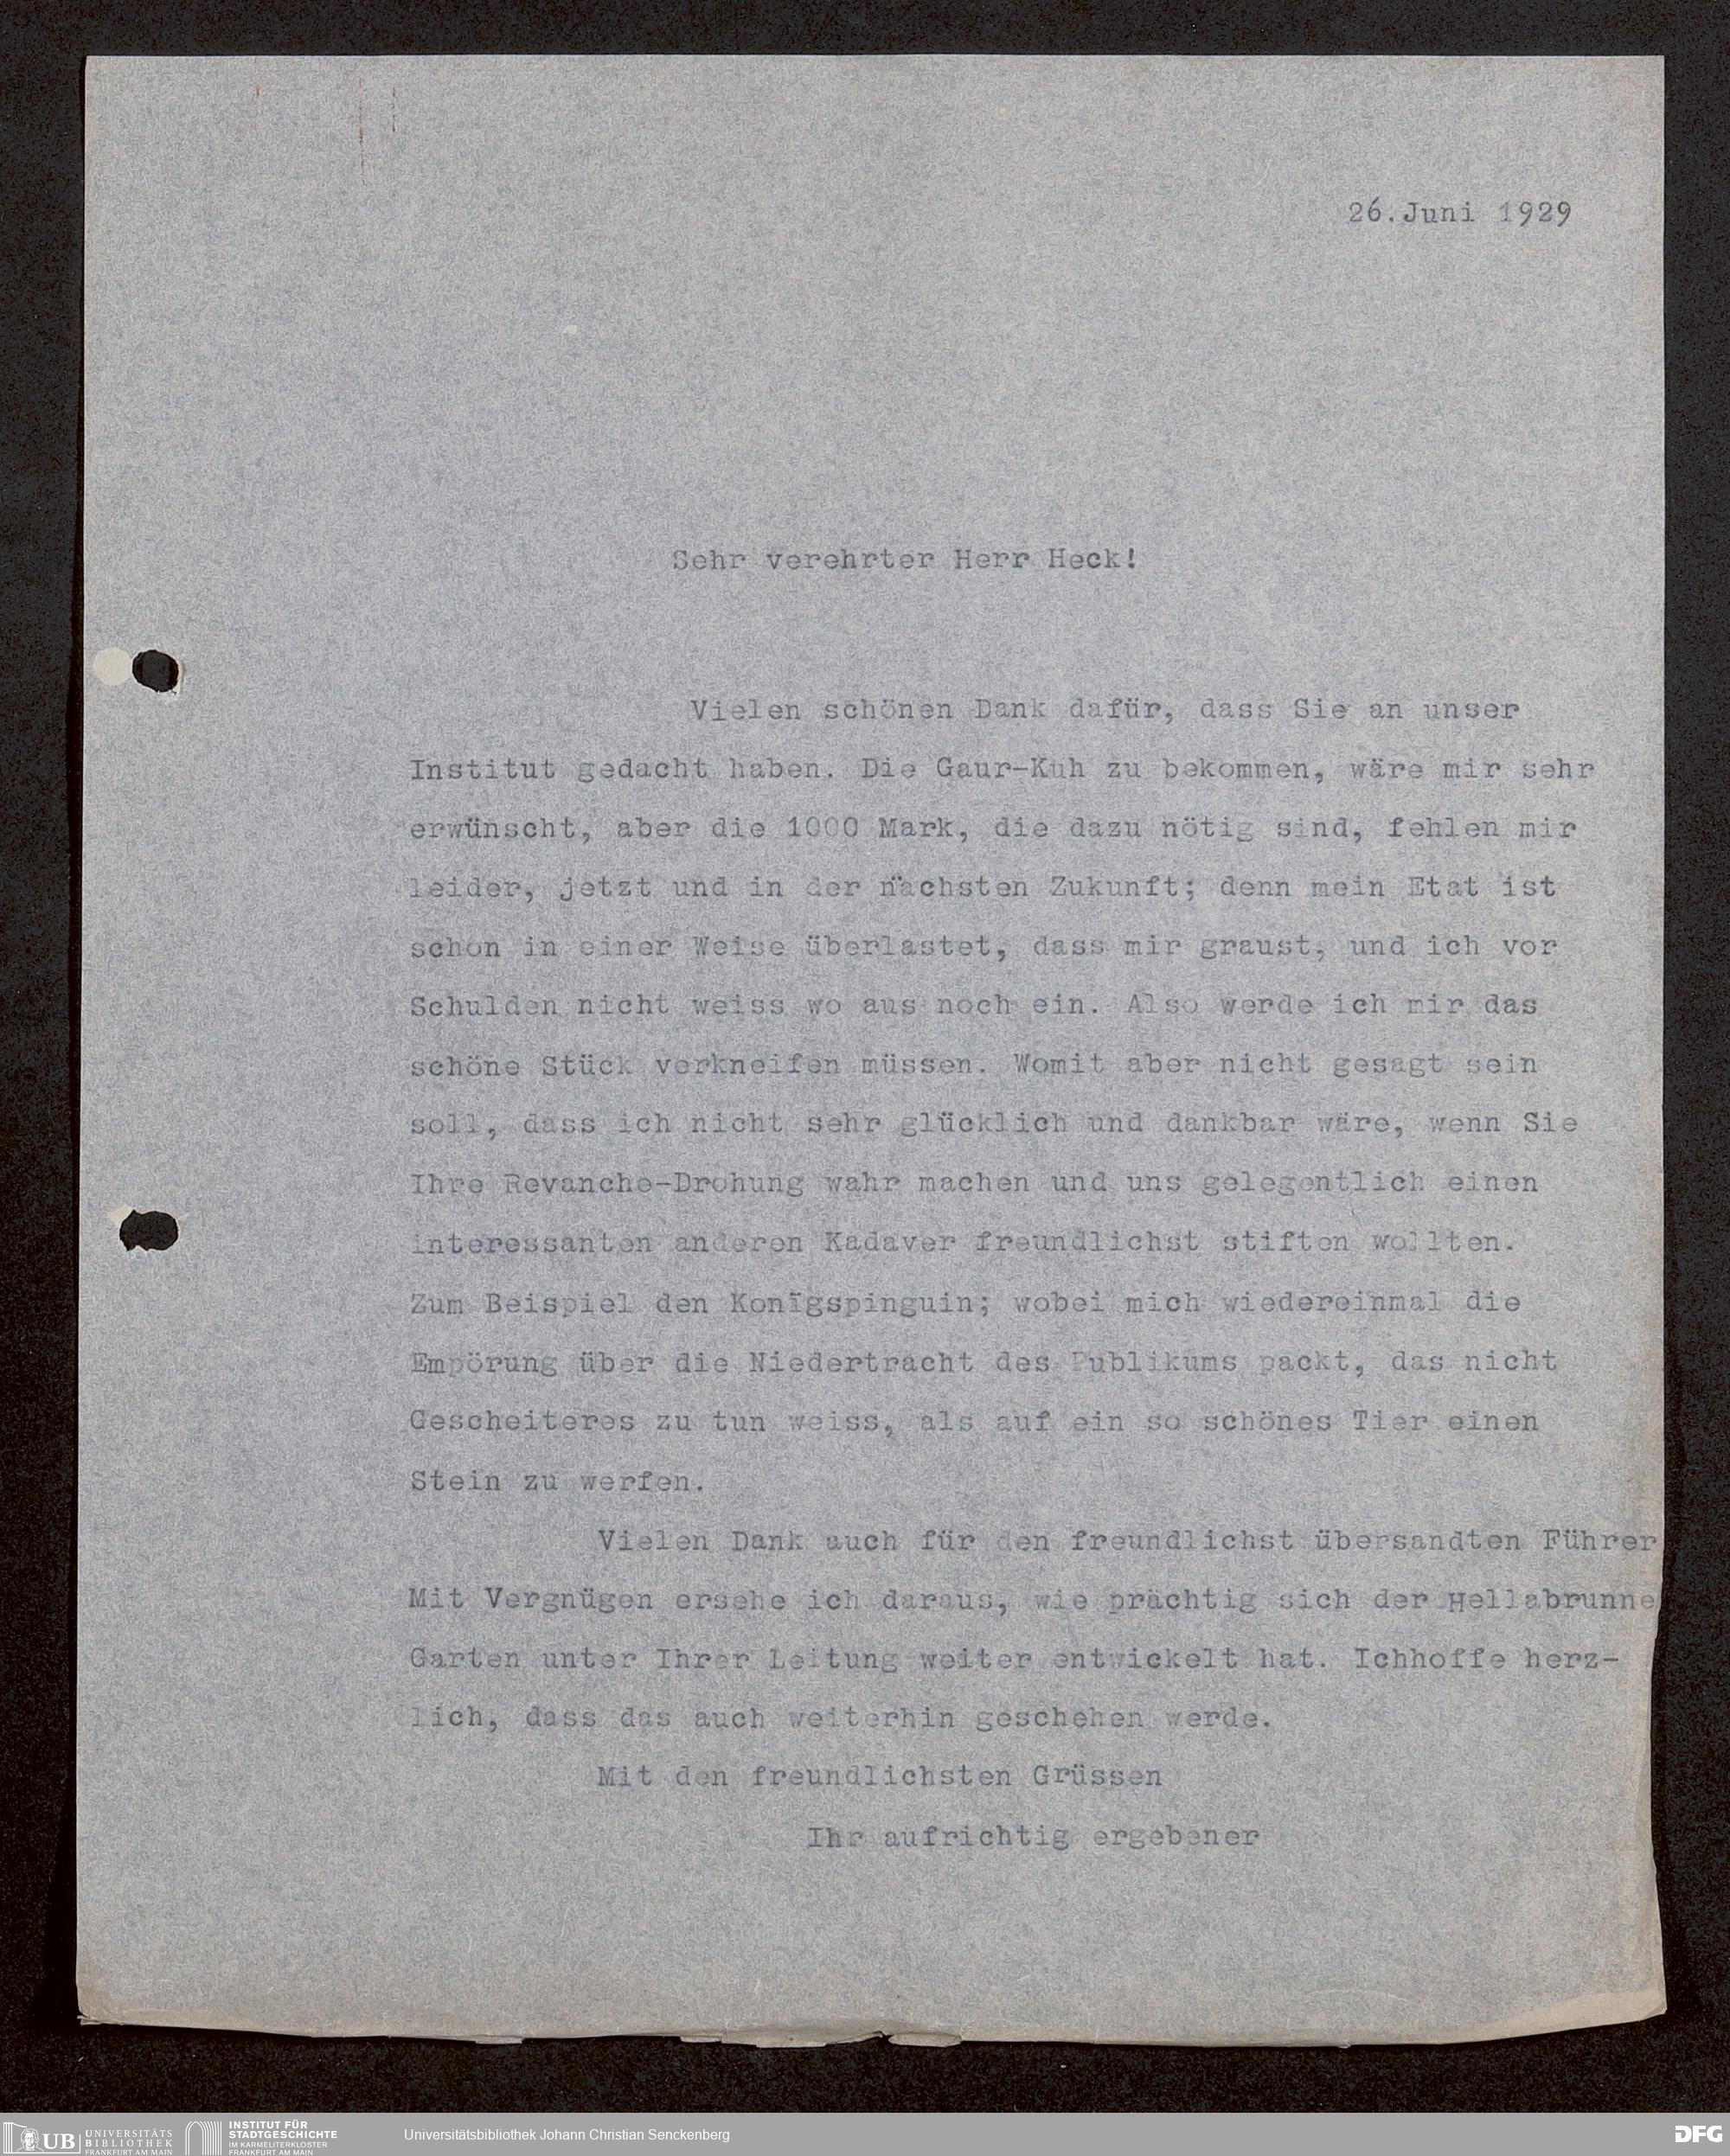 26.Juni 1929
Sehr verehrter Herr Heck!
Vielen schönen Dank dafür, dass Sie an unser
Institut gedacht haben. Die Gaur-Kuh zu bekommen, wäre mir sehr
erwünscht, aber die 1000 Mark, die dazu nötig sind, fehlen mir
leider, jetzt und in der nächsten Zukunft; denn mein Etat ist
schon in einer Weise überlastet, dass mir graust, und ich vor
Schulden nicht weiss wo aus noch ein. Also werde ich mir das
schöne Stück verkneifen müssen. Womit aber nicht gesagt sein
soll, dass ich nicht sehr glücklich und dankbar wäre, wenn Sie
Ihre Revanche-Drohung wahr machen und uns gelegentlich einen
interessanten anderen Kadaver freundlichst stiften wollten.
Zum Beispiel den Konïgspinguin; wobei mich wiedereinmal die
Empörung über die Niedertracht des Publikums packt, das nicht
Gescheiteres zu tun weiss, als auf ein so schönes Tier einen
Stein zu werfen.
Vielen Dank auch für den freundlichst übersandten Führer
Mit Vergnügen ersehe ich daraus, wie prächtig sich der Hellabrunne
Garten unter Ihrer Leitung weiter entwickelt hat. Ichhoffe herz-
lich, dass das auch weiterhin geschehen werde.
Mit den freundlichsten Grüssen
Ihr aufrichtig ergebener
UB UNIVERSITÄTS
BIBLIOTHEK
FRANKFURT AM MAIN
INSTITUT FÜR
STADTGESCHICHTE
IM KARMELITERKLOSTER
FRANKFURT AM MAIN
Universitätsbibliothek Johann Christian Senckenberg
DFG